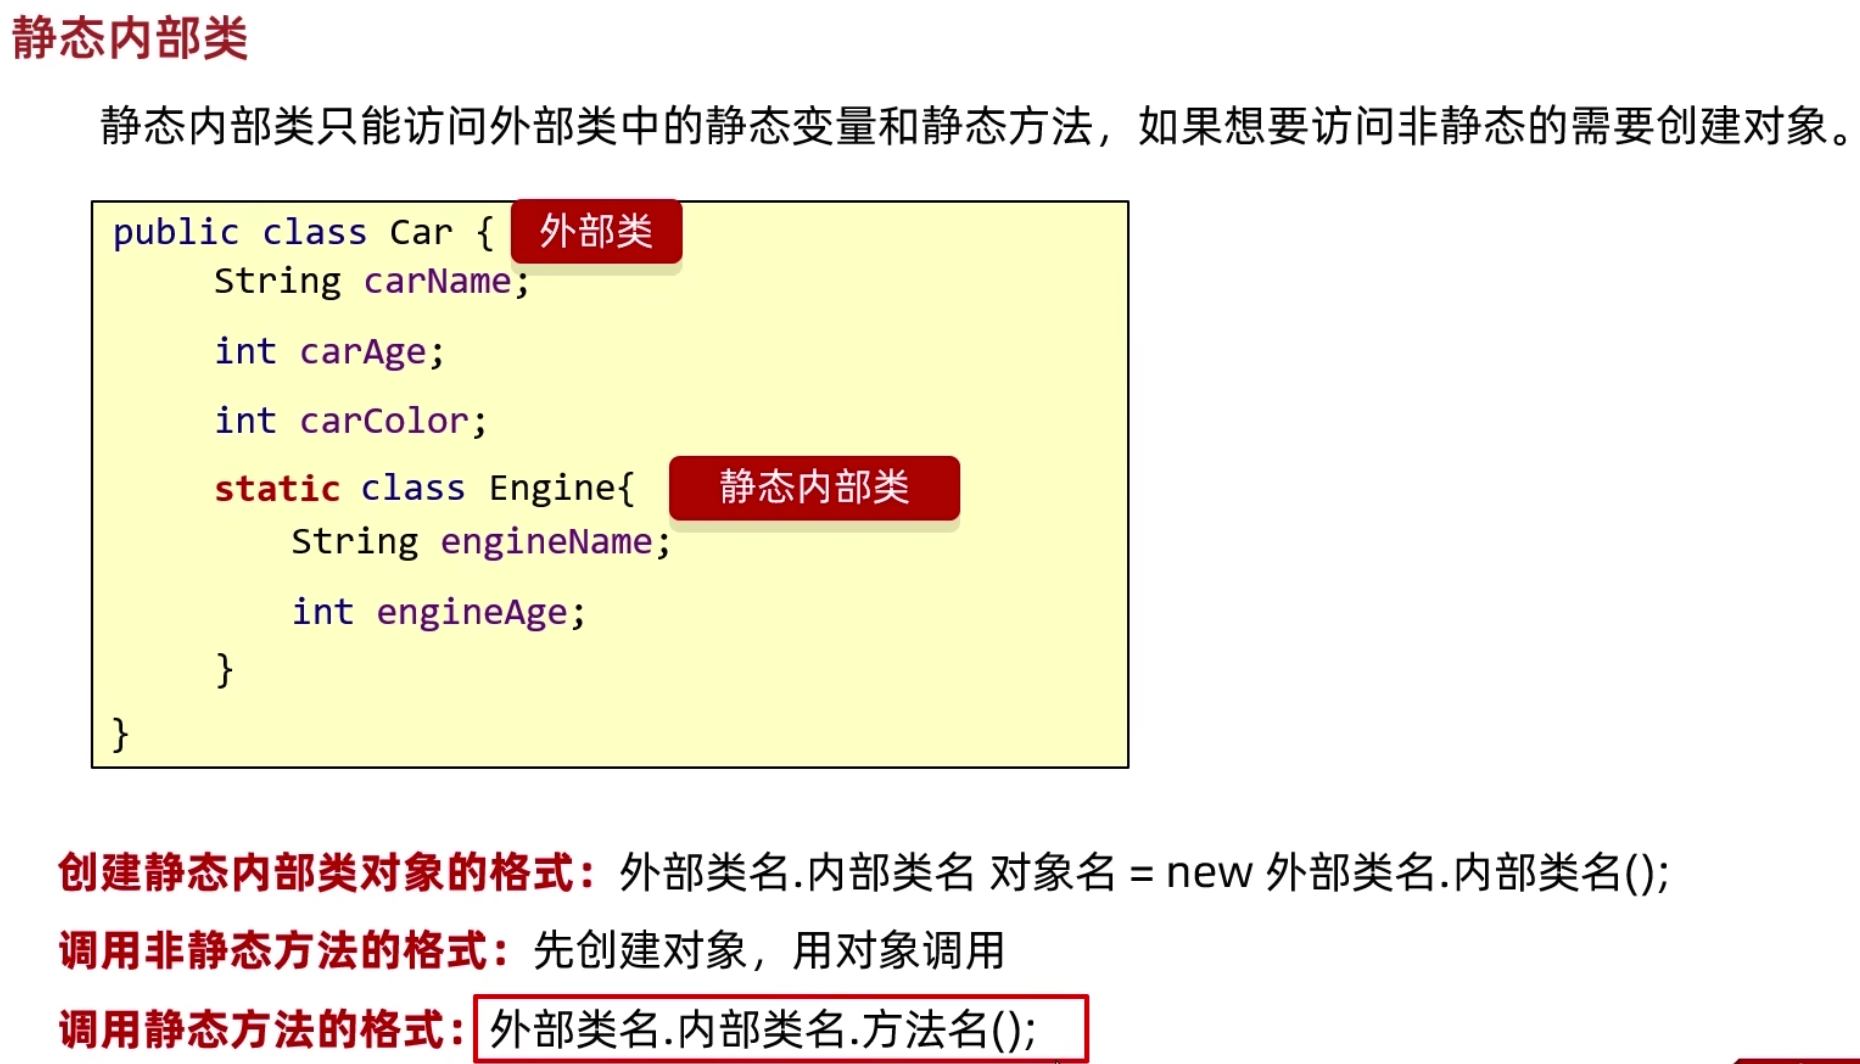 静态内部类
静态内部类只能访问外部类中的静态变量和静态方法，如果想要访问非静态的需要创建对象。
public class Car { 外部类
String carName;
int carAge;
int carColor;
static class Engine{ 静态内部类
String engineName;
int engineAge;
}
}
创建静态内部类对象的格式：外部类名.内部类名 对象名 = new 外部类名.内部类名();
调用非静态方法的格式：先创建对象，用对象调用
调用静态方法的格式：外部类名.内部类名.方法名();